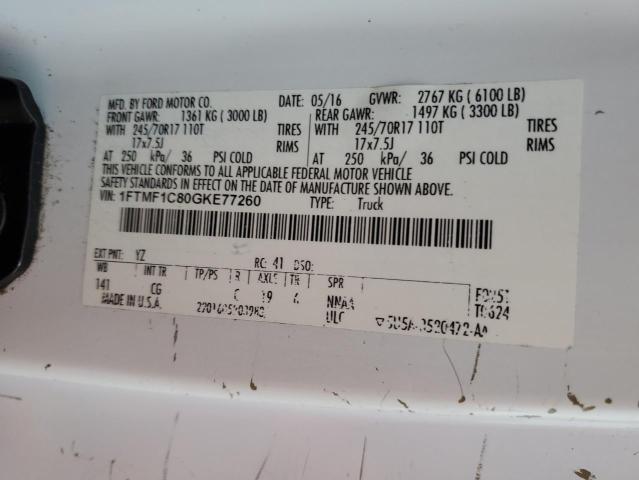 MFD. BY FORD MOTOR CO. DATE: 05/16 GVWR: 2767 KG ( 6100 LB)
FRONT GAWR: 1361 KG ( 3000 LB) REAR GAWR: 1497 KG ( 3300 LB)
WITH 245/70R17 110T TIRES WITH 245/70R17 110T TIRES
17x7.5J RIMS 17x7.5J RIMS
AT 250 kPa/ 36 PSI COLD AT 250 kPa/ 36 PSI COLD
THIS VEHICLE CONFORMS TO ALL APPLICABLE FEDERAL MOTOR VEHICLE
SAFETY STANDARDS IN EFFECT ON THE DATE OF MANUFACTURE SHOWN ABOVE.
VIN: 1FTMF1C80GKE77260 TYPE: Truck
EXT PNT: YZ RC: 41 DSO:
WB INT TR TP/PS R AXLE TR SPR
141 CG 19 NNAA
MADE IN U.S.A. ULC